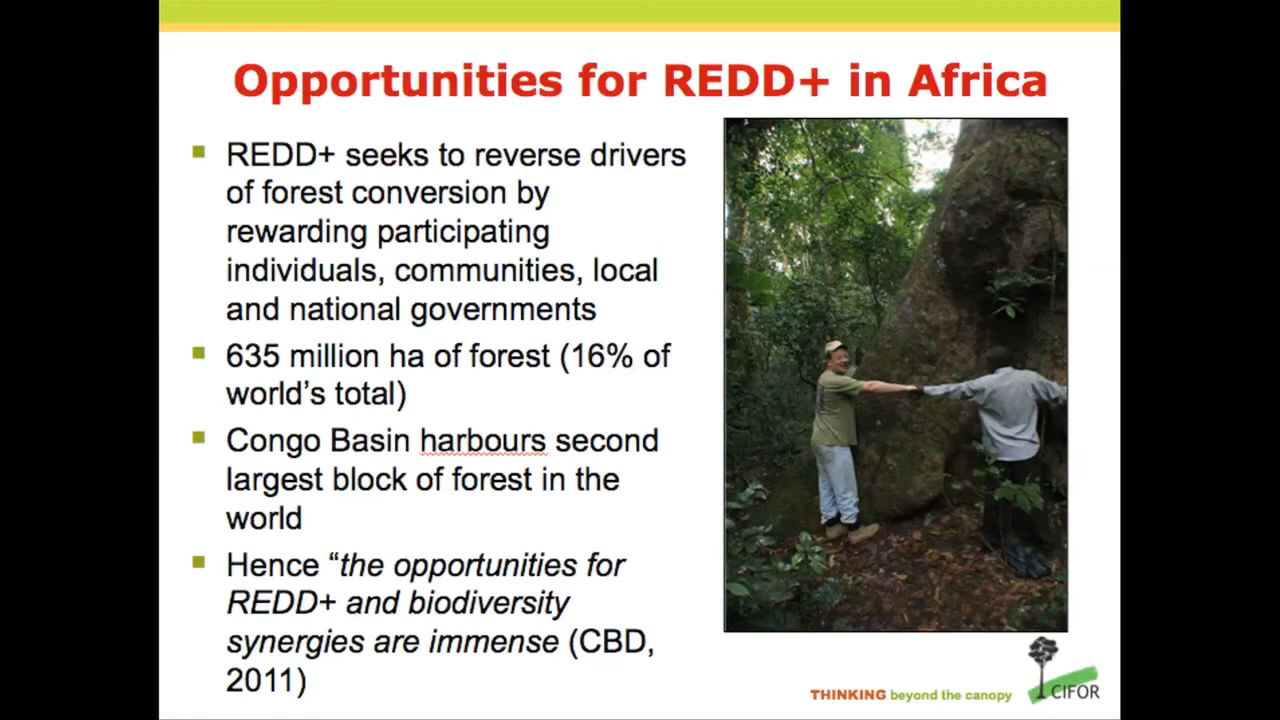 Opportunities for REDD+ in Africa
REDD+ seeks to reverse drivers
of forest conversion by
rewarding participating
individuals, communities, local
and national governments
635 million ha of forest (16% of
world’s total)
Congo Basin harbours second
largest block of forest in the
world
Hence “the opportunities for
REDD+ and biodiversity
synergies are immense (CBD,
2011)
THINKING beyond the canopy
CIFOR